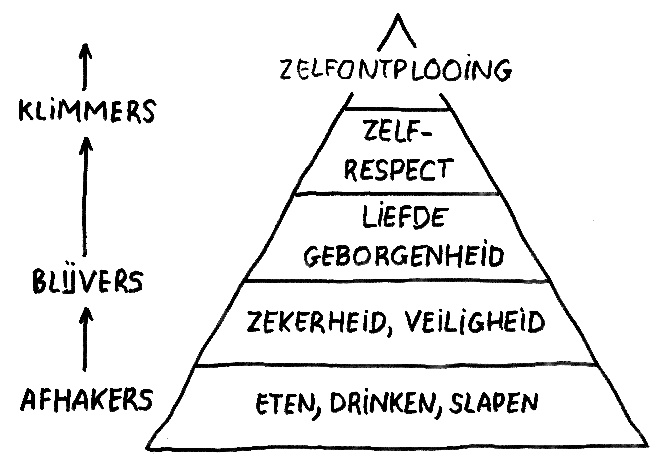 ZELFONTPLOOIING
KLIMMERS
ZELF-
RESPECT
LIEFDE
GEBORGENHEID
BLIJVERS
ZEKERHEID, VEILIGHEID
AFHAKERS
ETEN, DRINKEN, SLAPEN